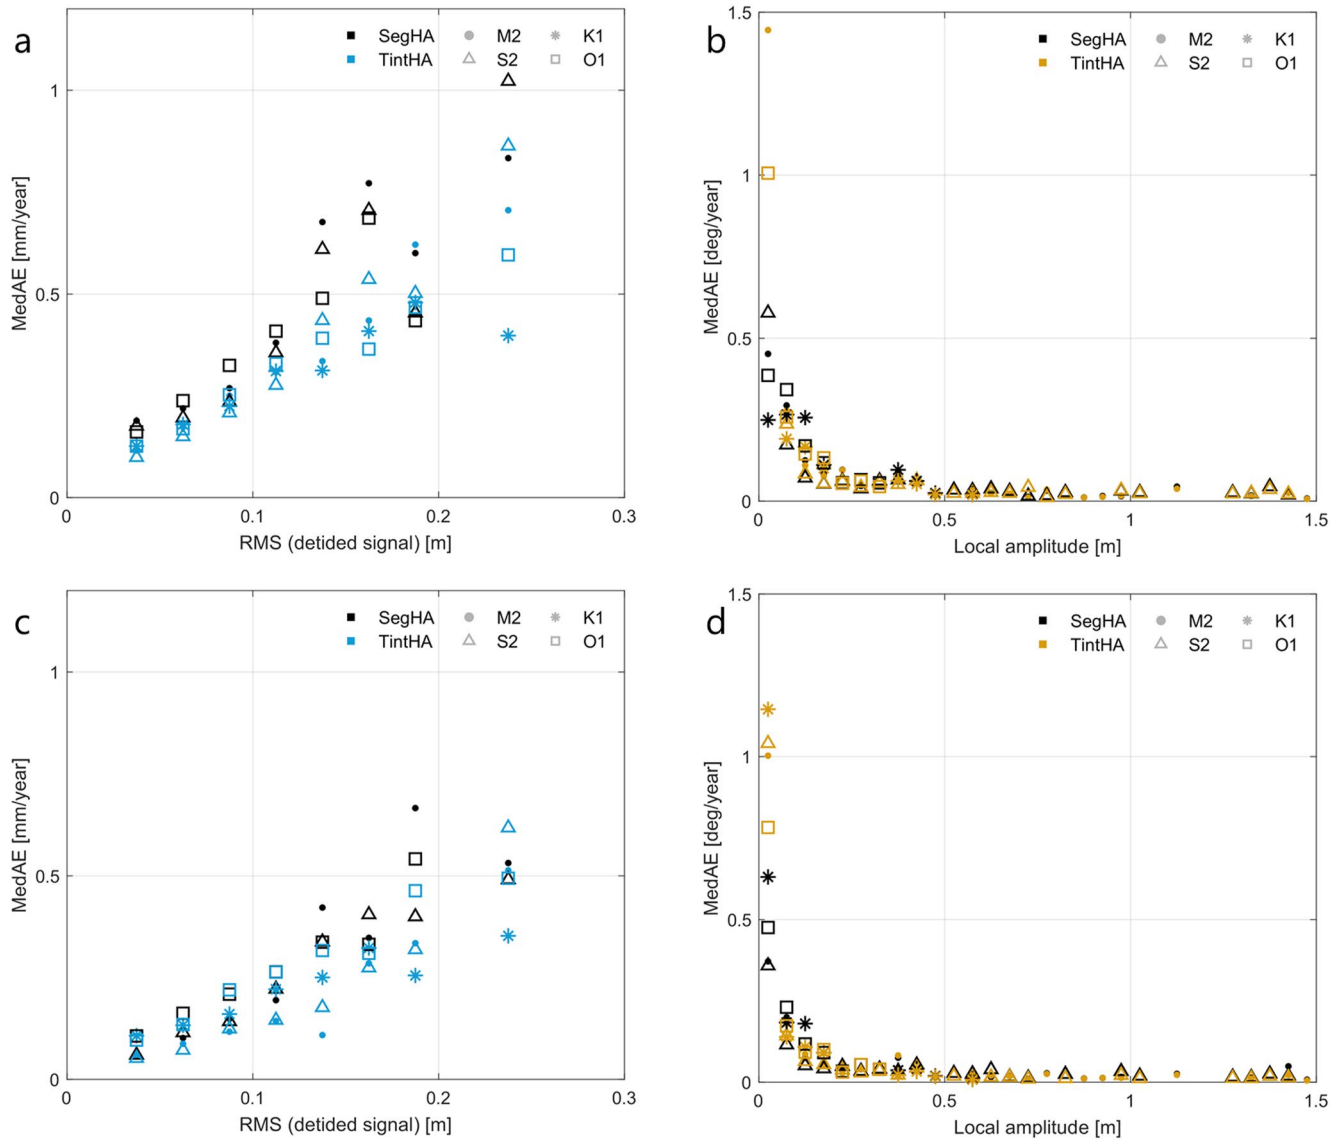 a
SegHA M2 K1
TintHA S2 O1
1
0.5
0
0 0.1 0.2 0.3
MedAE [mm/year]
RMS (detided signal) [m]
b
SegHA M2 K1
TintHA S2 O1
1.5
1
0.5
0
0 0.5 1 1.5
MedAE [deg/year]
Local amplitude [m]
c
SegHA M2 K1
TintHA S2 O1
1
0.5
0
0 0.1 0.2 0.3
MedAE [mm/year]
RMS (detided signal) [m]
d
SegHA M2 K1
TintHA S2 O1
1.5
1
0.5
0
0 0.5 1 1.5
MedAE [deg/year]
Local amplitude [m]